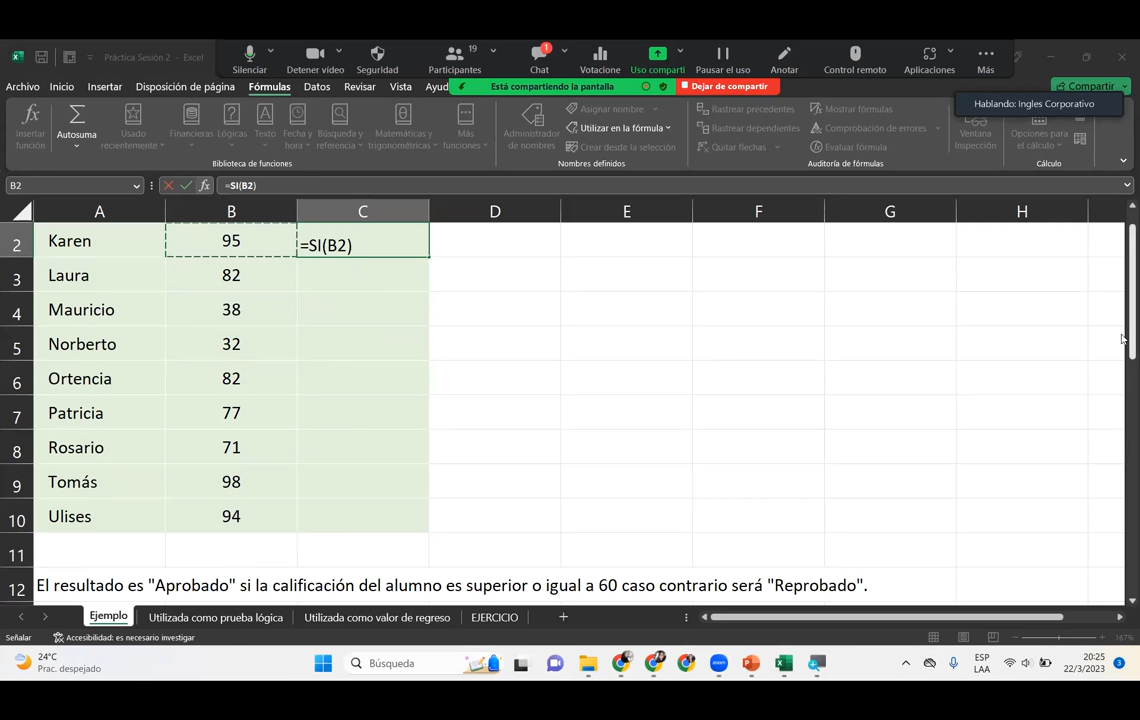 Práctica Sesión 2 - Excel
Silenciar
Detener video
Seguridad
19
Participantes
1
Chat
Votacione
Uso comparti
Pausar el uso
Anotar
Control remoto
Aplicaciones
Más
Archivo Inicio Insertar Disposición de página Fórmulas Datos Revisar Vista Ayud
Está compartiendo la pantalla
Dejar de compartir
Compartir
Hablando: Ingles Corporativo
Insertar función
Autosuma
Usado recientemente
Financieras
Lógicas
Texto
Fecha y hora
Búsqueda y referencia
Matemáticas y trigonométricas
Más funciones
Biblioteca de funciones
Administrador de nombres
Asignar nombre
Utilizar en la fórmula
Crear desde la selección
Nombres definidos
Rastrear precedentes
Rastrear dependientes
Quitar flechas
Mostrar fórmulas
Comprobación de errores
Evaluar fórmula
Auditoría de fórmulas
Ventana Inspección
Opciones para el cálculo
Cálculo
B2
fx
=SI(B2)
A B C D E F G H
2 Karen 95 =SI(B2)
3 Laura 82
4 Mauricio 38
5 Norberto 32
6 Ortencia 82
7 Patricia 77
8 Rosario 71
9 Tomás 98
10 Ulises 94
11
12 El resultado es "Aprobado" si la calificación del alumno es superior o igual a 60 caso contrario será "Reprobado".
Ejemplo
Utilizada como prueba lógica
Utilizada como valor de regreso
EJERCICIO
Señalar
Accesibilidad: es necesario investigar
167%
24°C
Prac. despejado
Búsqueda
zoom
ESP
LAA
20:25
22/3/2023
3